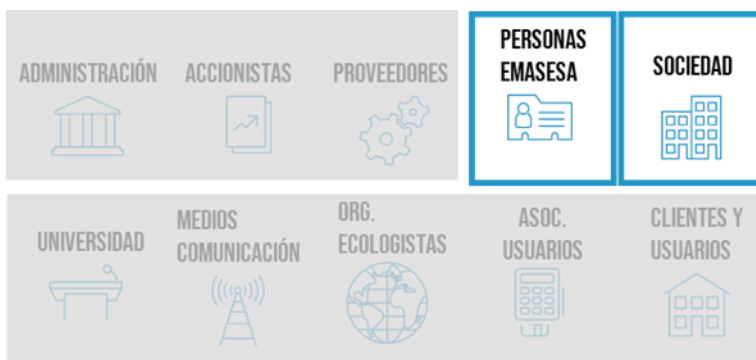 ADMINISTRACIÓN
ACCIONISTAS
PROVEEDORES
PERSONAS
EMASESA
SOCIEDAD
UNIVERSIDAD
MEDIOS
COMUNICACIÓN
ORG.
ECOLOGISTAS
ASOC.
USUARIOS
CLIENTES Y
USUARIOS